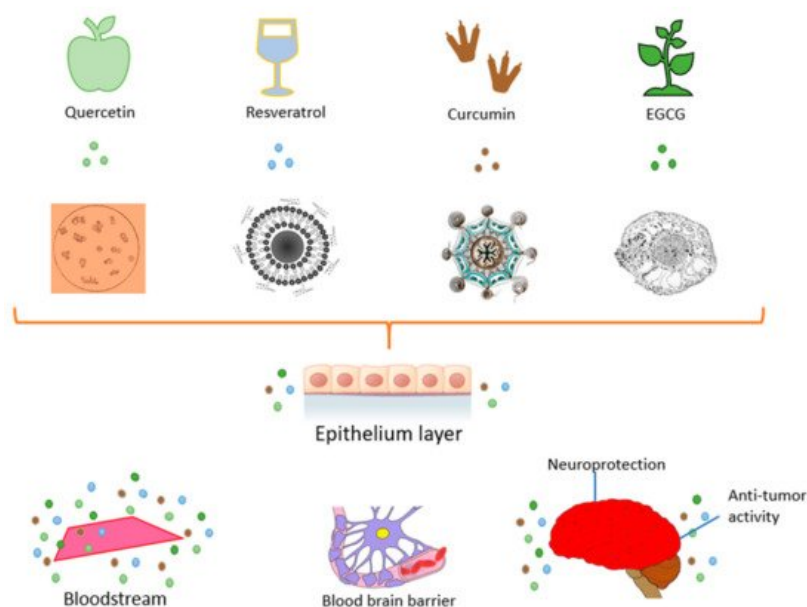 Quercetin
Resveratrol
Curcumin
EGCG
Epithelium layer
Neuroprotection
Anti-tumor
activity
Bloodstream
Blood brain barrier